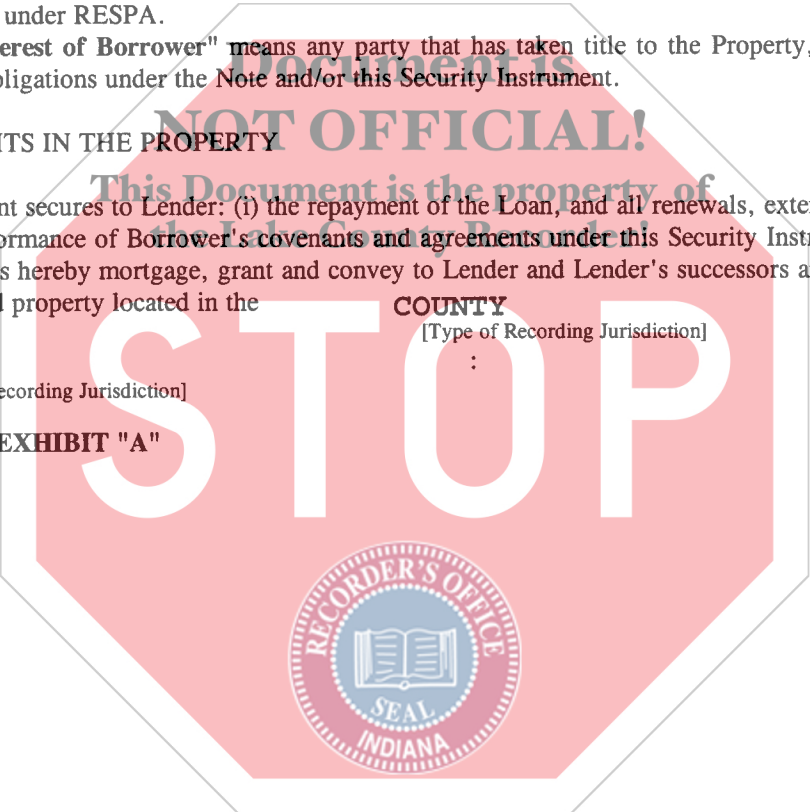 under RESPA.
erest of Borrower" means any party that has taken title to the Property,
bligations under the Note and/or this Security Instrument.
Document is
NOT OFFICIAL!
ITS IN THE PROPERTY
This Document is the property of
the Lake County Recorder!
nt secures to Lender: (i) the repayment of the Loan, and all renewals, exte
ormance of Borrower's covenants and agreements under this Security Instr
s hereby mortgage, grant and convey to Lender and Lender's successors a
d property located in the COUNTY
[Type of Recording Jurisdiction]
:
ecording Jurisdiction]
EXHIBIT "A"
STOP
RECORDER'S OFFICE
SEAL
INDIANA